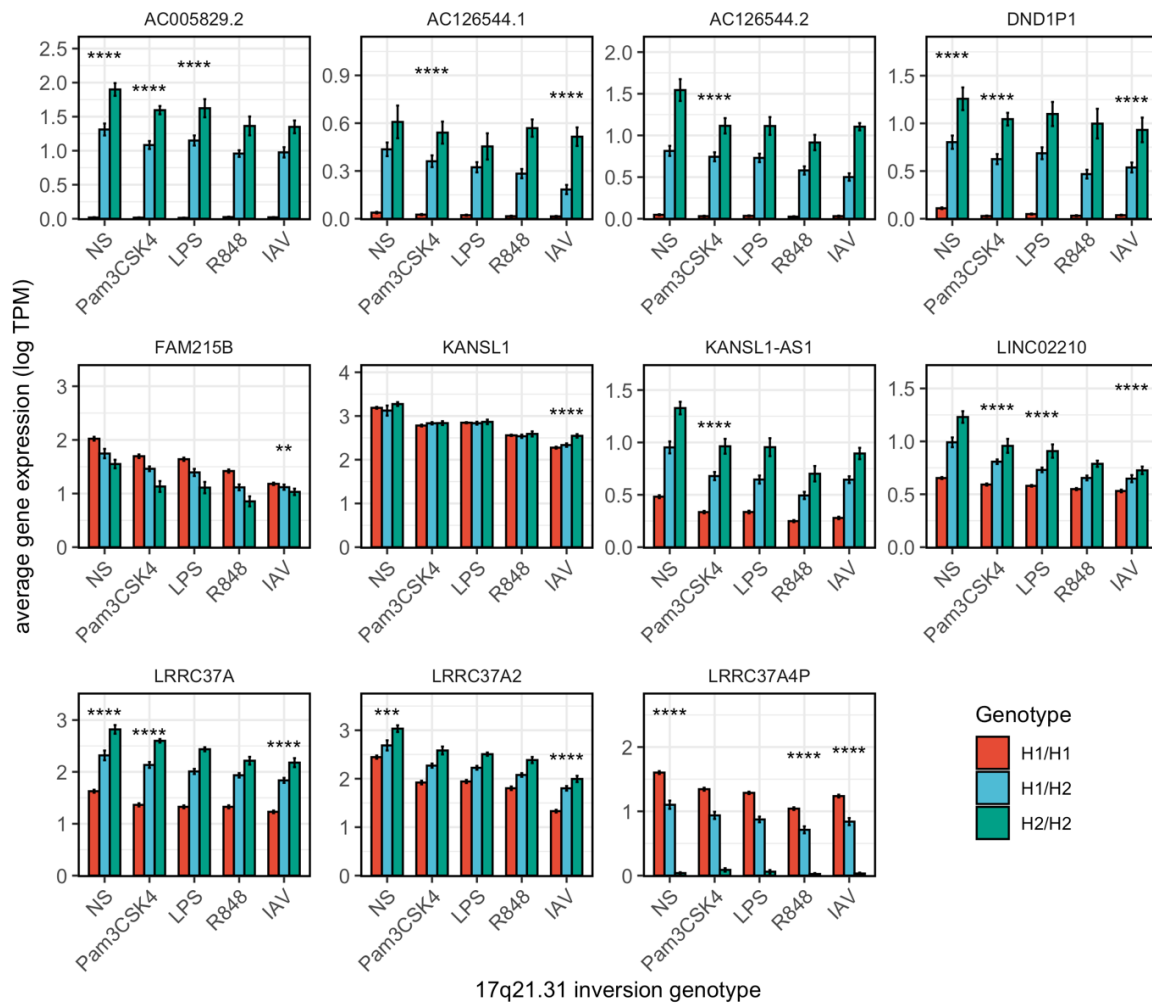 AC005829.2 AC126544.1 AC126544.2 DND1P1
2.5 2.0 1.5 1.0 0.5 0.0
**** **** ****
NS Pam3CSK4 LPS R848 IAV
0.9 0.6 0.3 0.0
**** ****
NS Pam3CSK4 LPS R848 IAV
2.0 1.5 1.0 0.5 0.0
****
NS Pam3CSK4 LPS R848 IAV
1.5 1.0 0.5 0.0
**** **** ****
NS Pam3CSK4 LPS R848 IAV
average gene expression (log TPM)
FAM215B KANSL1 KANSL1-AS1 LINC02210
3 2 1 0
**
NS Pam3CSK4 LPS R848 IAV
4 3 2 1 0
****
NS Pam3CSK4 LPS R848 IAV
1.5 1.0 0.5 0.0
****
NS Pam3CSK4 LPS R848 IAV
1.5 1.0 0.5 0.0
**** **** ****
NS Pam3CSK4 LPS R848 IAV
LRRC37A LRRC37A2 LRRC37A4P
3 2 1 0
**** **** ****
NS Pam3CSK4 LPS R848 IAV
3 2 1 0
*** ****
NS Pam3CSK4 LPS R848 IAV
2 1 0
**** **** ****
NS Pam3CSK4 LPS R848 IAV
Genotype
H1/H1
H1/H2
H2/H2
17q21.31 inversion genotype